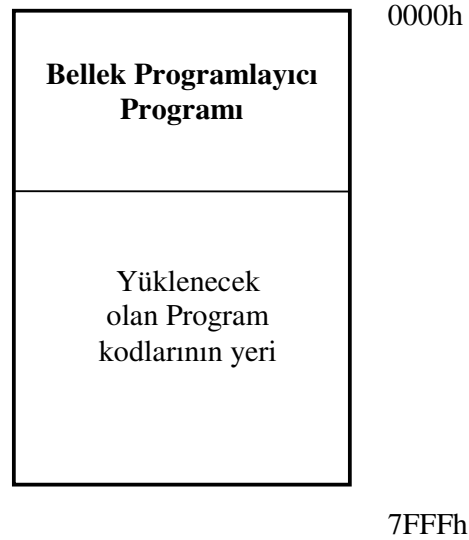 0000h
Bellek Programlayıcı
Programı
Yüklenecek
olan Program
kodlarının yeri
7FFFh